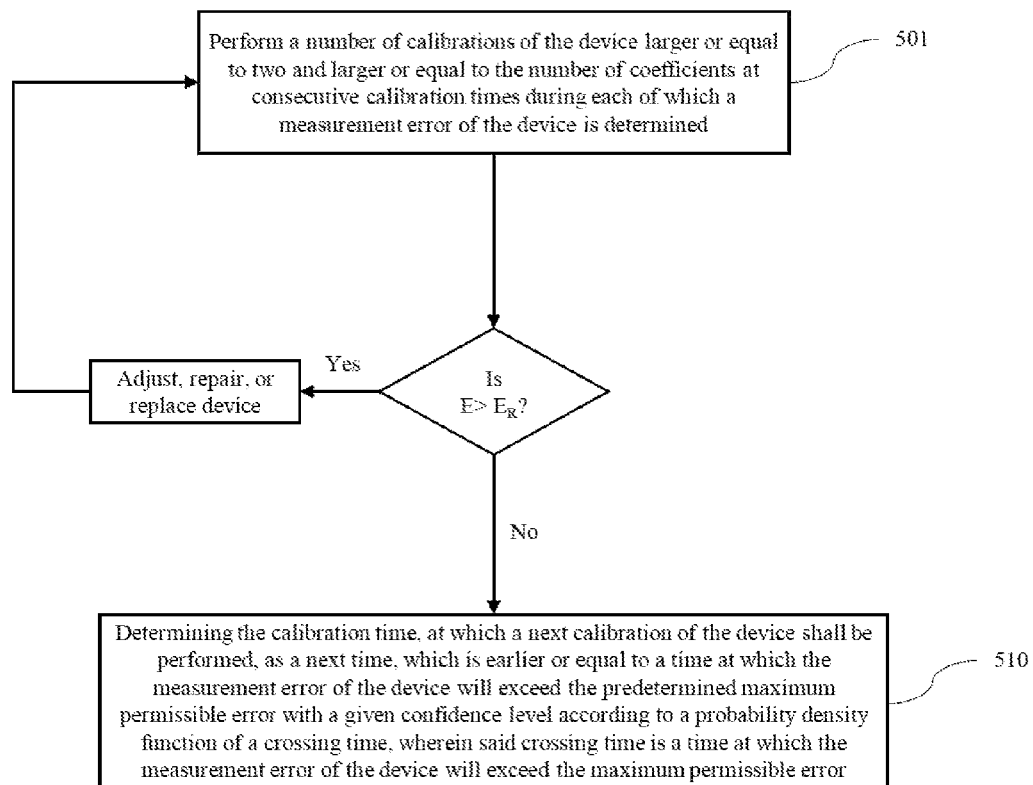 Perform a number of calibrations of the device larger or equal
to two and larger or equal to the number of coefficients at
consecutive calibration times during each of which a
measurement error of the device is determined
501
Yes
Adjust, repair, or
replace device
Is
E> E_R?
No
Determining the calibration time, at which a next calibration of the device shall be
performed, as a next time, which is earlier or equal to a time at which the
measurement error of the device will exceed the predetermined maximum
permissible error with a given confidence level according to a probability density
function of a crossing time, wherein said crossing time is a time at which the
measurement error of the device will exceed the maximum permissible error
510